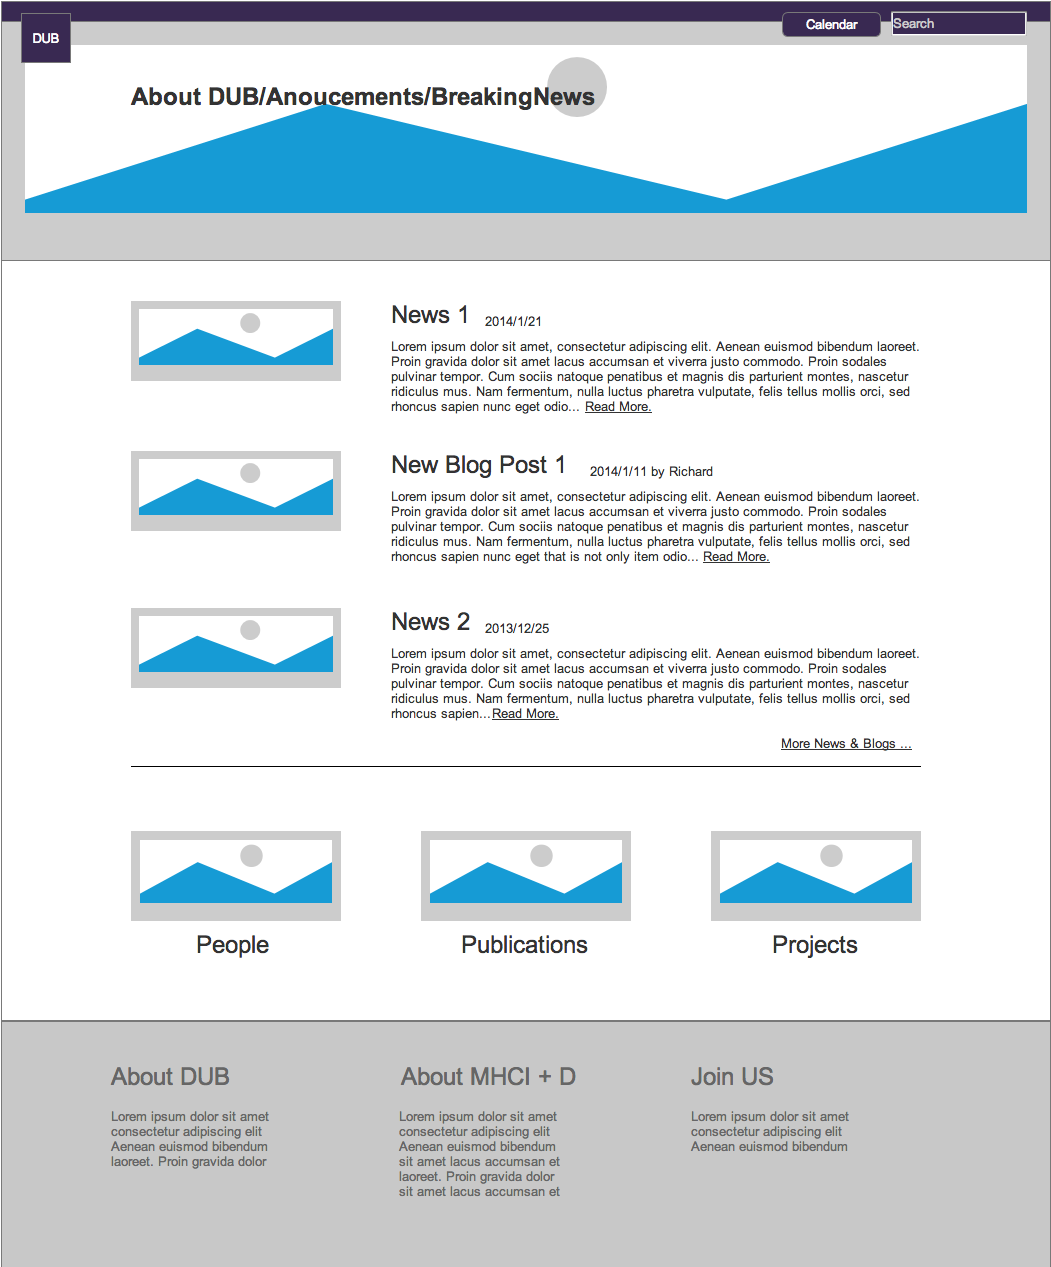 DUB
Calendar
Search
About DUB/Anoucements/BreakingNews
News 1 2014/1/21
Lorem ipsum dolor sit amet, consectetur adipiscing elit. Aenean euismod bibendum laoreet.
Proin gravida dolor sit amet lacus accumsan et viverra justo commodo. Proin sodales
pulvinar tempor. Cum sociis natoque penatibus et magnis dis parturient montes, nascetur
ridiculus mus. Nam fermentum, nulla luctus pharetra vulputate, felis tellus mollis orci, sed
rhoncus sapien nunc eget odio... Read More.
New Blog Post 1 2014/1/11 by Richard
Lorem ipsum dolor sit amet, consectetur adipiscing elit. Aenean euismod bibendum laoreet.
Proin gravida dolor sit amet lacus accumsan et viverra justo commodo. Proin sodales
pulvinar tempor. Cum sociis natoque penatibus et magnis dis parturient montes, nascetur
ridiculus mus. Nam fermentum, nulla luctus pharetra vulputate, felis tellus mollis orci, sed
rhoncus sapien nunc eget that is not only item odio... Read More.
News 2 2013/12/25
Lorem ipsum dolor sit amet, consectetur adipiscing elit. Aenean euismod bibendum laoreet.
Proin gravida dolor sit amet lacus accumsan et viverra justo commodo. Proin sodales
pulvinar tempor. Cum sociis natoque penatibus et magnis dis parturient montes, nascetur
ridiculus mus. Nam fermentum, nulla luctus pharetra vulputate, felis tellus mollis orci, sed
rhoncus sapien...Read More.
More News & Blogs ...
People
Publications
Projects
About DUB
Lorem ipsum dolor sit amet
consectetur adipiscing elit
Aenean euismod bibendum
laoreet. Proin gravida dolor
About MHCI + D
Lorem ipsum dolor sit amet
consectetur adipiscing elit
Aenean euismod bibendum
sit amet lacus accumsan et
laoreet. Proin gravida dolor
sit amet lacus accumsan et
Join US
Lorem ipsum dolor sit amet
consectetur adipiscing elit
Aenean euismod bibendum